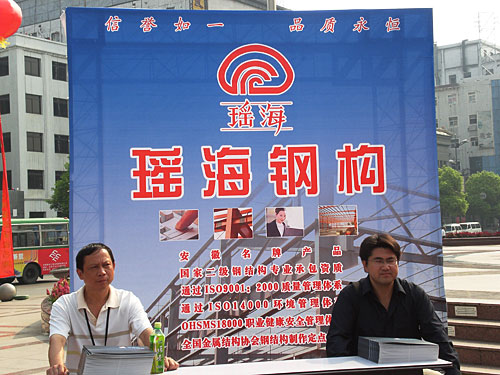 信誉如一 品质永恒
瑶海
瑶海钢构
安徽名牌产品
国家二级钢结构专业承包资质
通过ISO9001:2000质量管理体
通过ISO14000环境管理体
OHSMS18000职业健康安全管理体
全国金属结构协会钢结构制作定点